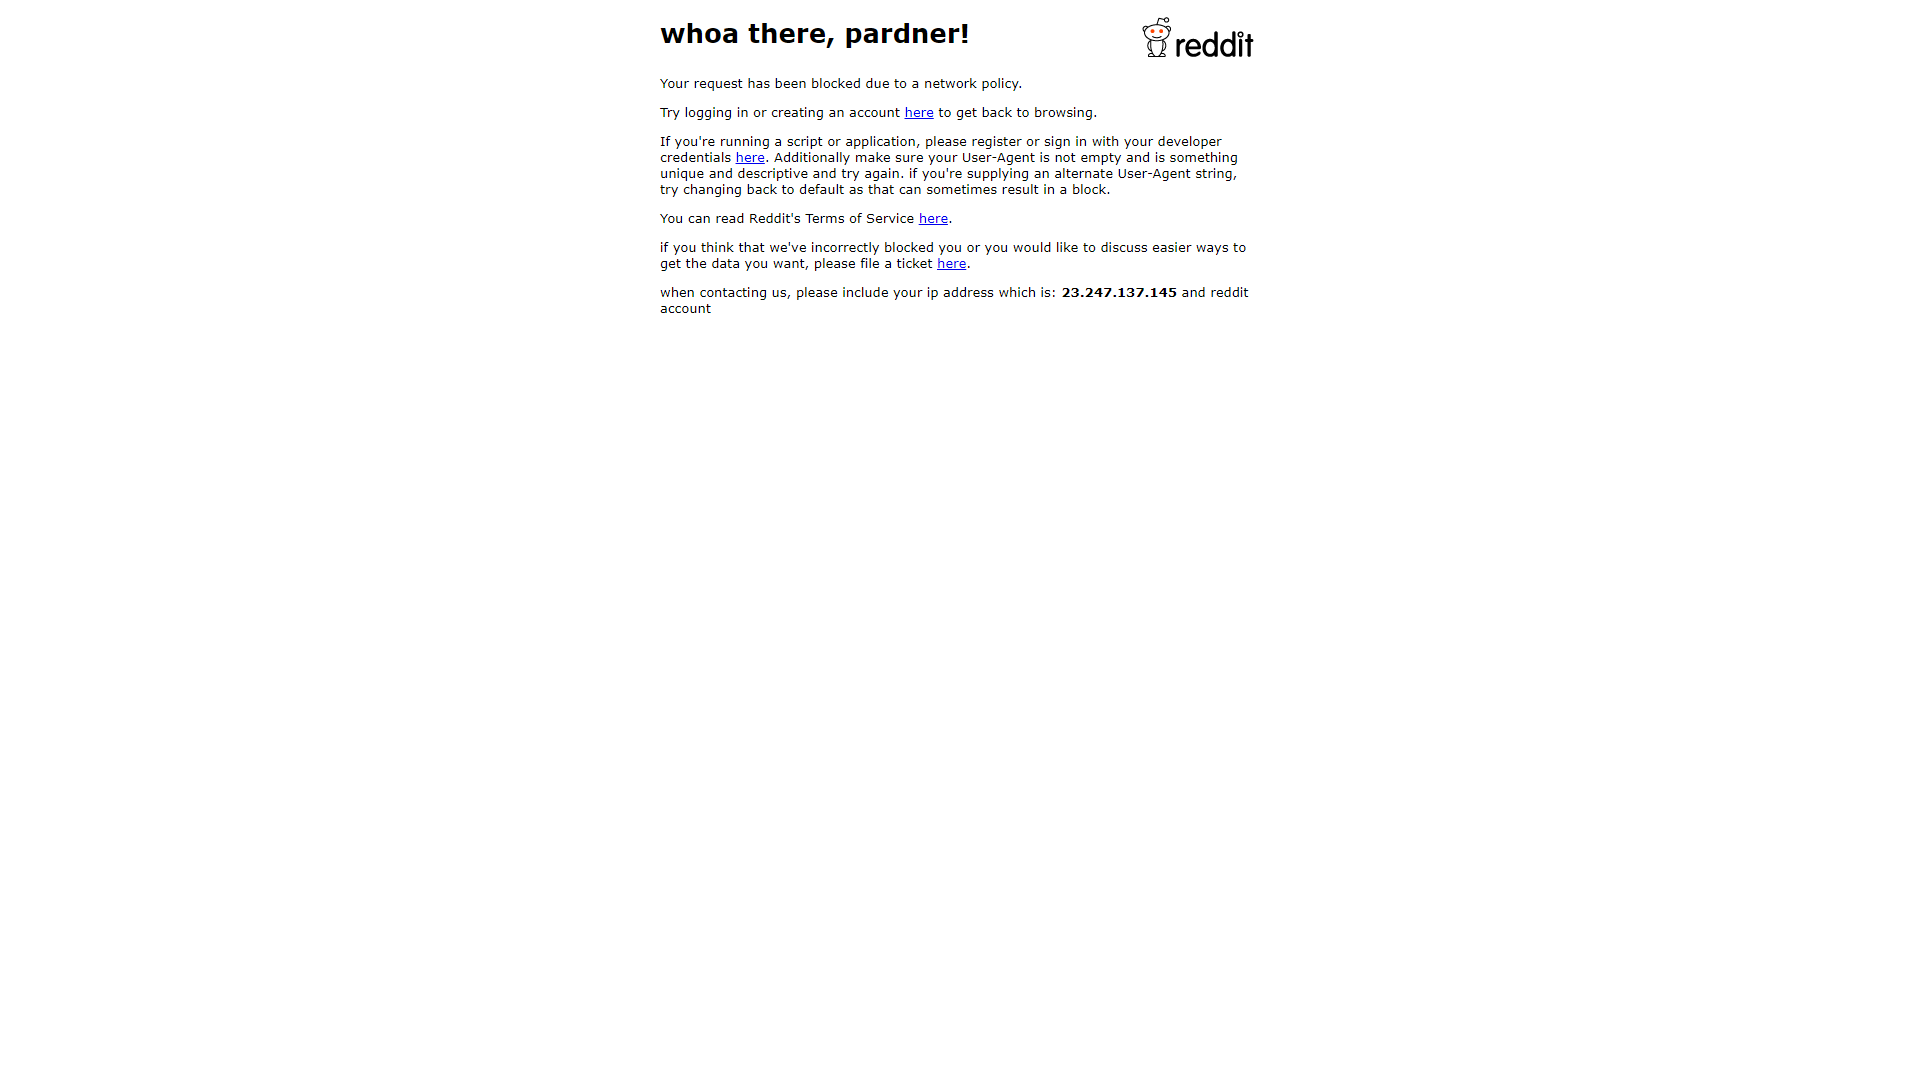 whoa there, pardner!
reddit
Your request has been blocked due to a network policy.
Try logging in or creating an account here to get back to browsing.
If you're running a script or application, please register or sign in with your developer
credentials here. Additionally make sure your User-Agent is not empty and is something
unique and descriptive and try again. if you're supplying an alternate User-Agent string,
try changing back to default as that can sometimes result in a block.
You can read Reddit's Terms of Service here.
if you think that we've incorrectly blocked you or you would like to discuss easier ways to
get the data you want, please file a ticket here.
when contacting us, please include your ip address which is: 23.247.137.145 and reddit
account